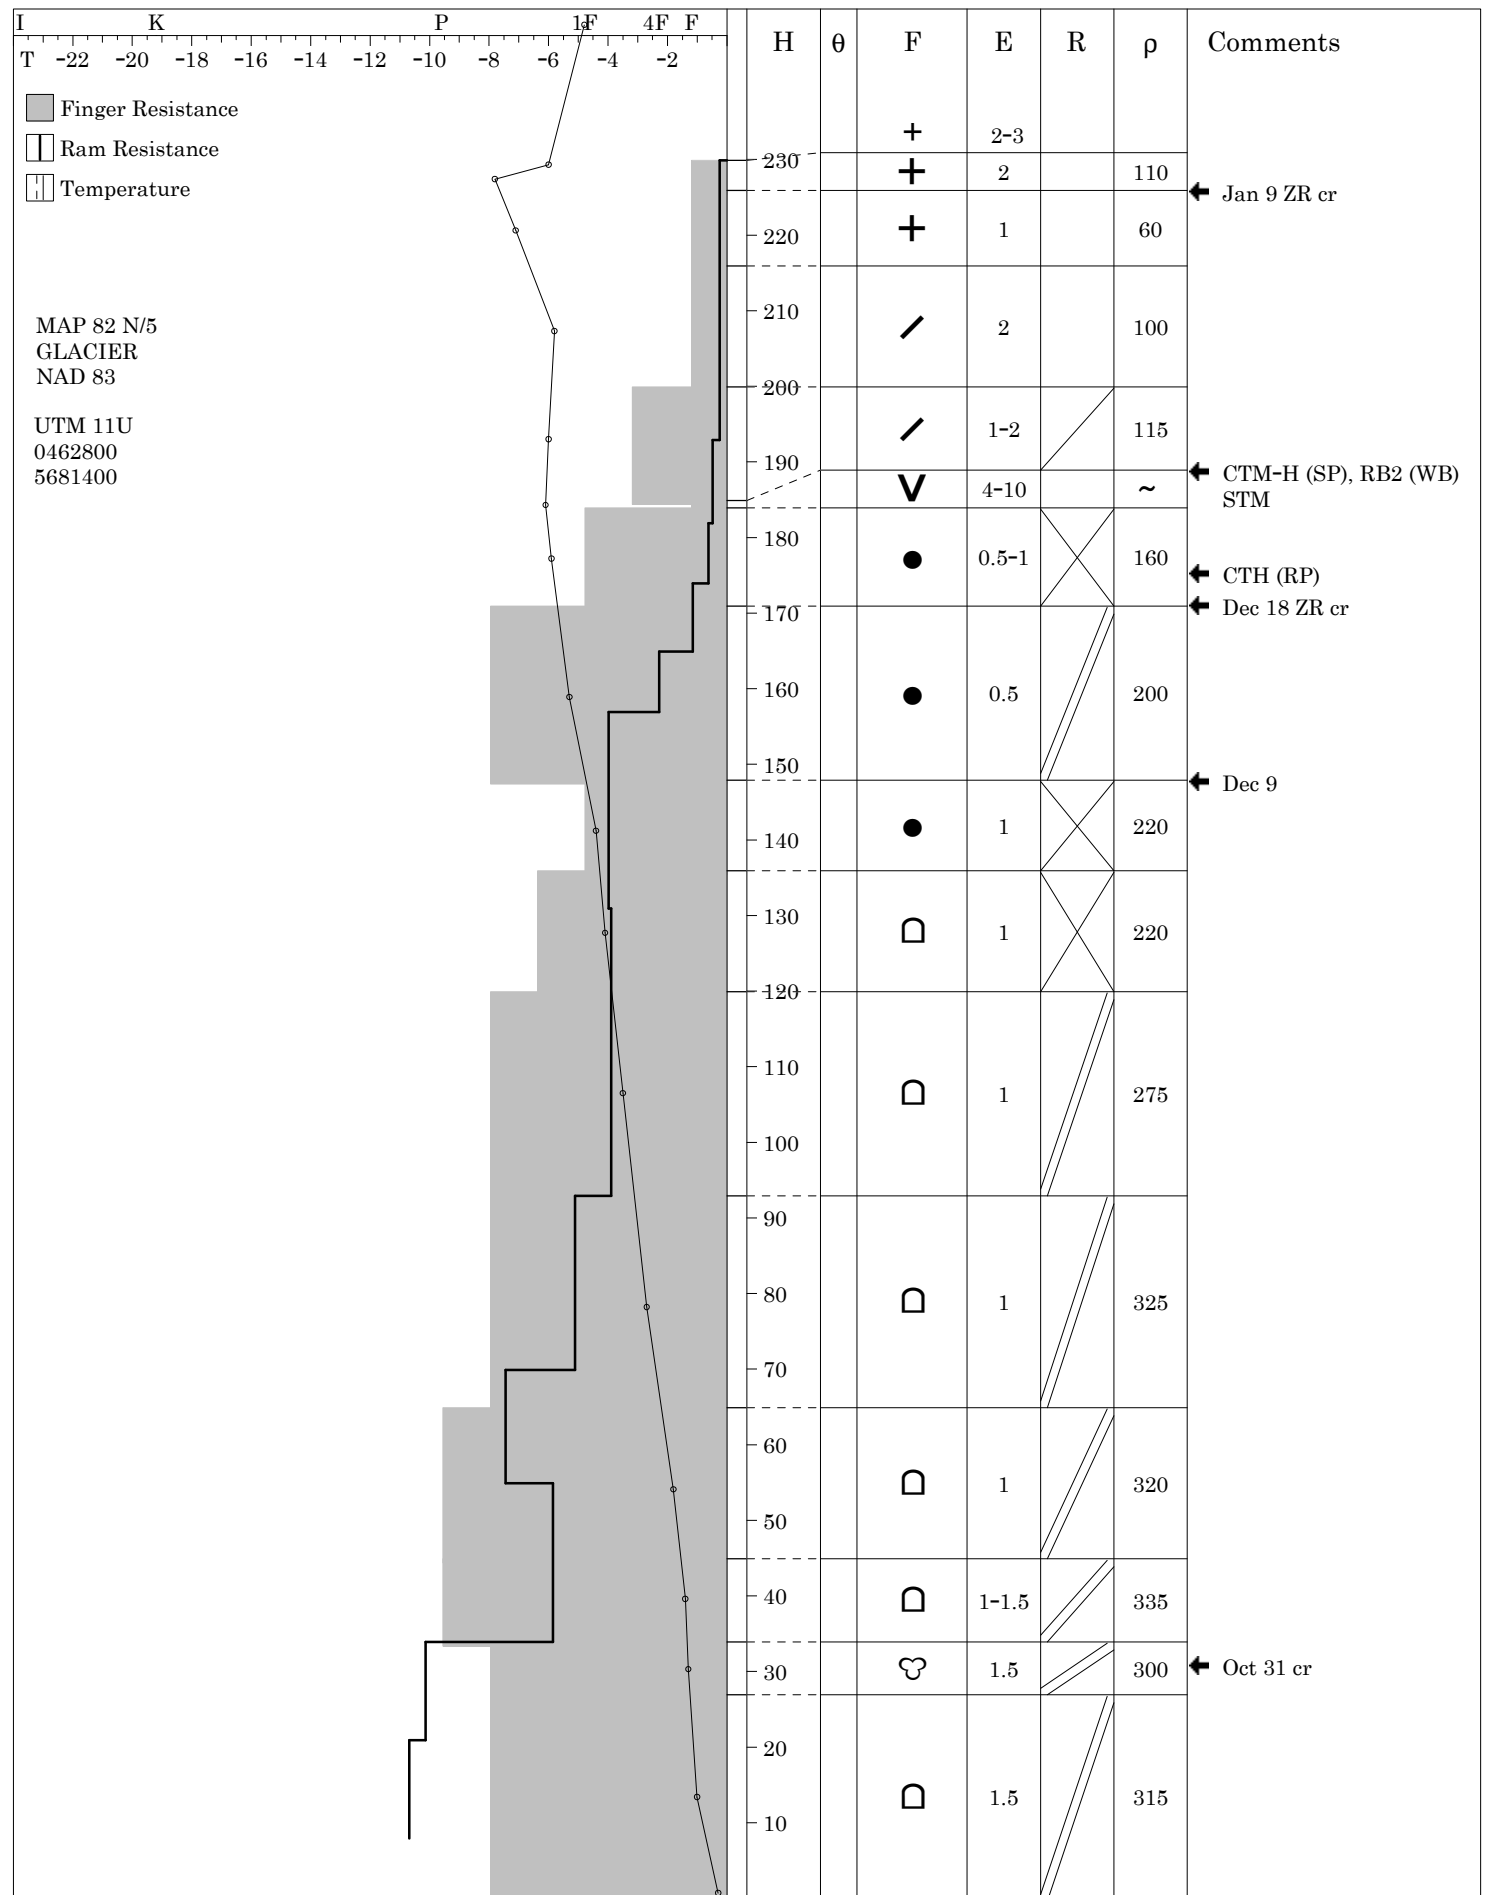 I K P 1F 4F F
T -22 -20 -18 -16 -14 -12 -10 -8 -6 -4 -2
H θ F E R ρ Comments
Finger Resistance
Ram Resistance
Temperature
+ 2-3
230 + 2 110
Jan 9 ZR cr
220 + 1 60
210 2 100
MAP 82 N/5
GLACIER
NAD 83
200
UTM 11U
0462800
5681400
1-2 115
190
CTM-H (SP), RB2 (WB)
STM
V 4-10 ~
180 0.5-1 160
CTH (RP)
170
Dec 18 ZR cr
160 0.5 200
150
Dec 9
140 1 220
130 1 220
120
110 1 275
100
90
80 1 325
70
60
1 320
50
40 1-1.5 335
30 1.5 300
Oct 31 cr
20
1.5 315
10